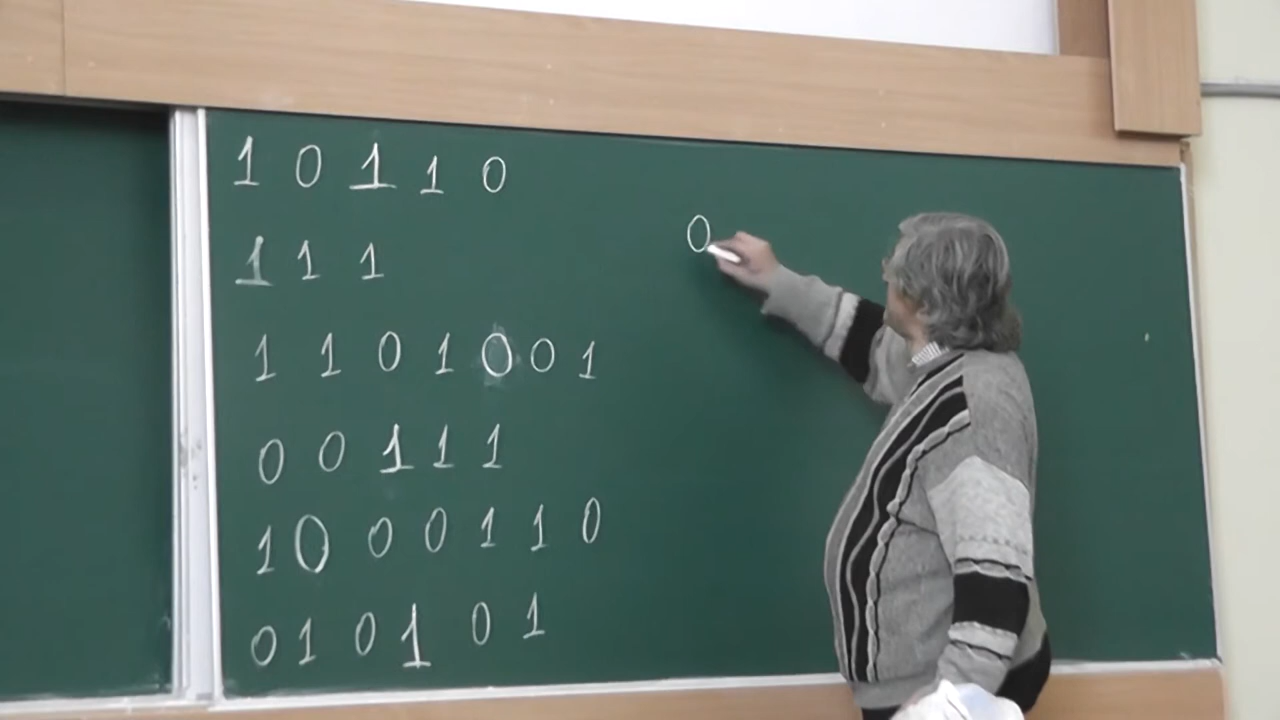 1 0 1 1 0
0
1 1 1
1 1 0 1 0 0 1
0 0 1 1 1
1 0 0 0 1 1 0
0 1 0 1 0 1